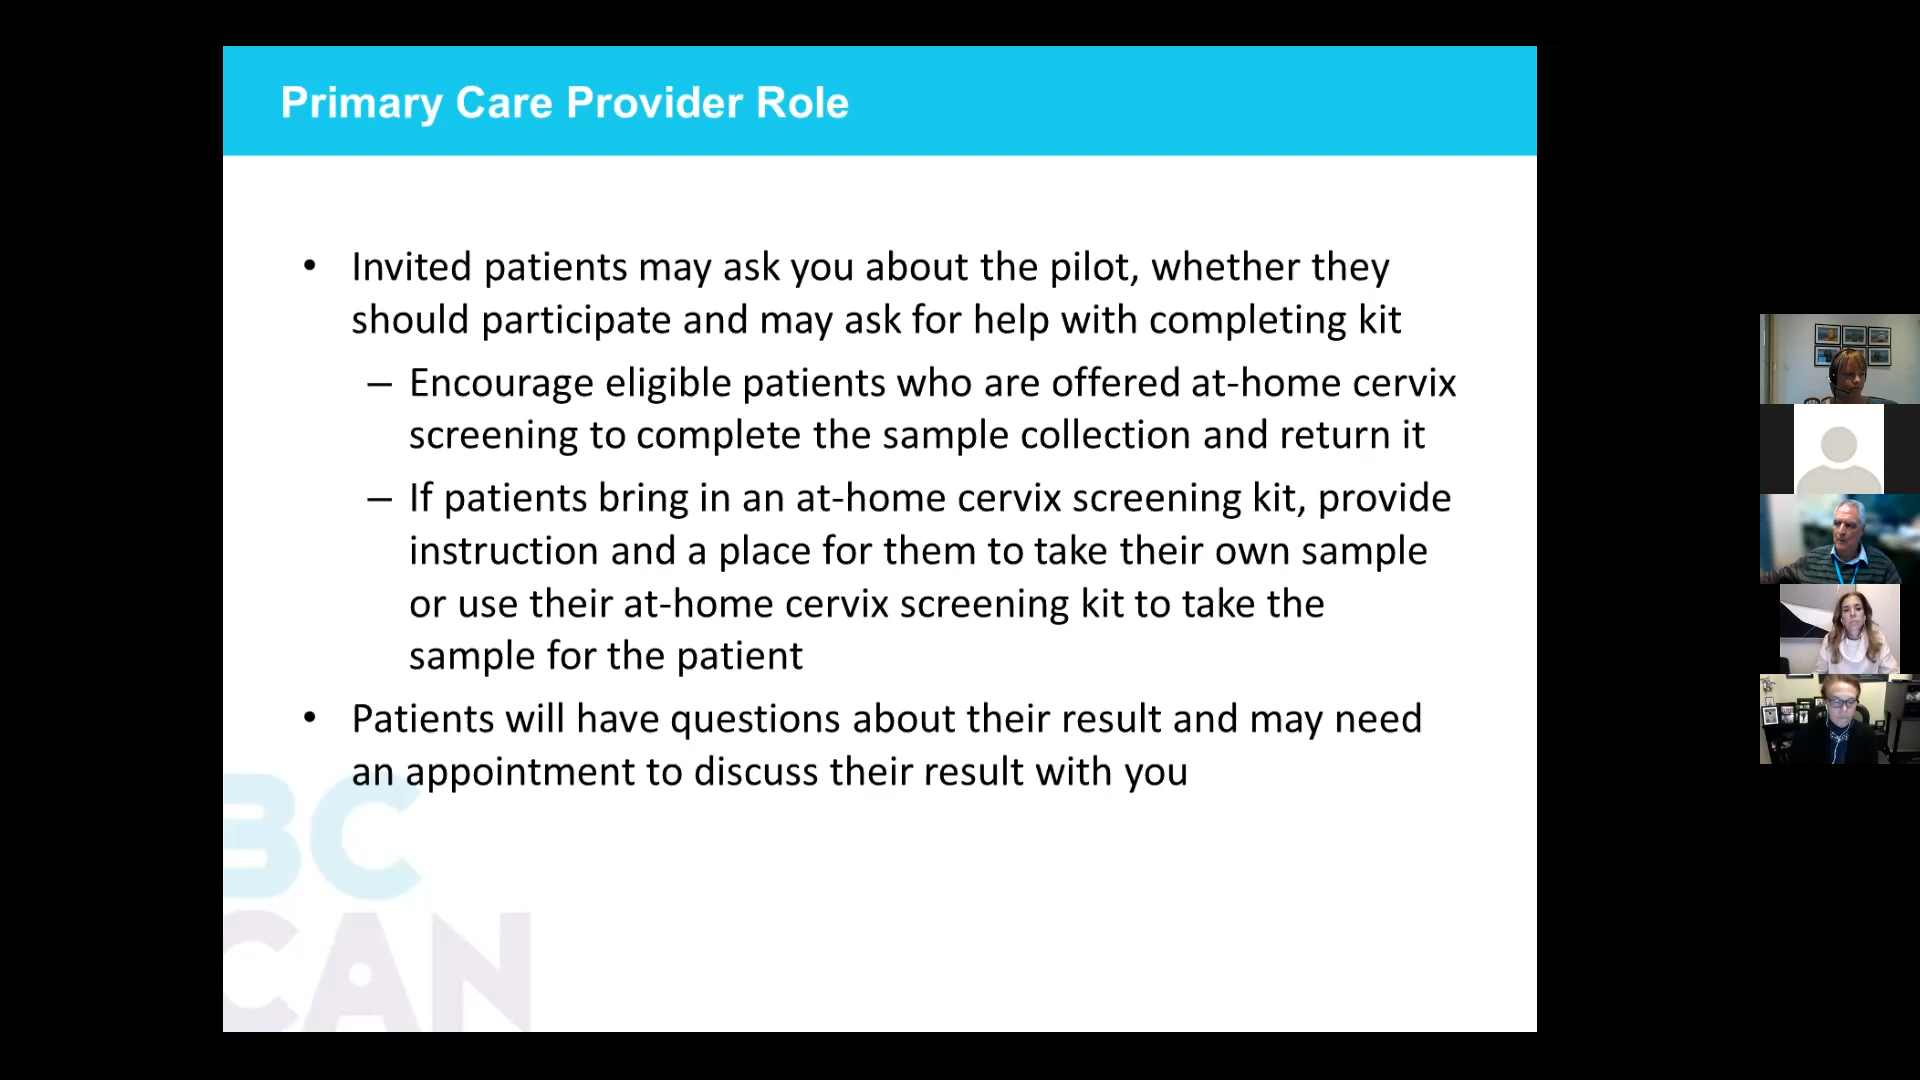 Primary Care Provider Role
• Invited patients may ask you about the pilot, whether they
should participate and may ask for help with completing kit
– Encourage eligible patients who are offered at-home cervix
screening to complete the sample collection and return it
– If patients bring in an at-home cervix screening kit, provide
instruction and a place for them to take their own sample
or use their at-home cervix screening kit to take the
sample for the patient
• Patients will have questions about their result and may need
an appointment to discuss their result with you
BC
CAN